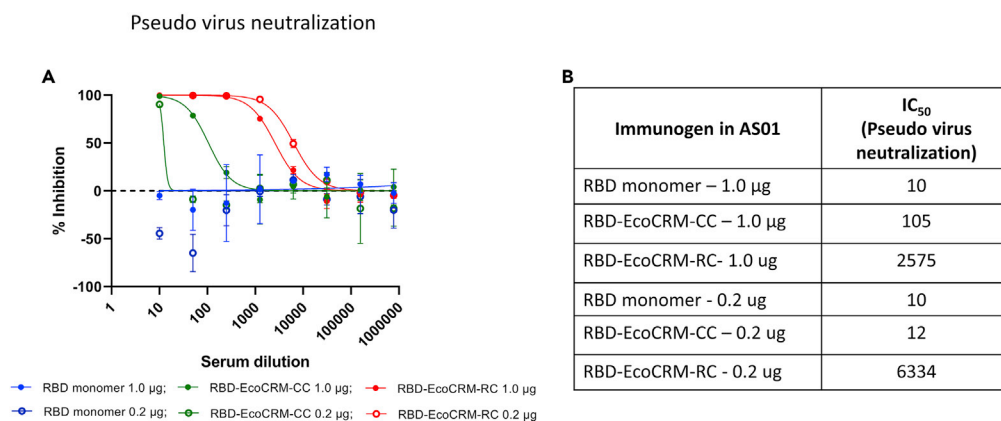 Pseudo virus neutralization
A
100
50
0
-50
-100
% Inhibition
1
10
100
1000
10000
100000
1000000
Serum dilution
RBD monomer 1.0 µg; RBD-EcoCRM-CC 1.0 µg; RBD-EcoCRM-RC 1.0 µg
RBD monomer 0.2 µg; RBD-EcoCRM-CC 0.2 µg; RBD-EcoCRM-RC 0.2 µg
B
Immunogen in AS01
IC50
(Pseudo virus
neutralization)
RBD monomer – 1.0 µg 10
RBD-EcoCRM-CC – 1.0 µg 105
RBD-EcoCRM-RC- 1.0 ug 2575
RBD monomer - 0.2 ug 10
RBD-EcoCRM-CC – 0.2 ug 12
RBD-EcoCRM-RC - 0.2 ug 6334